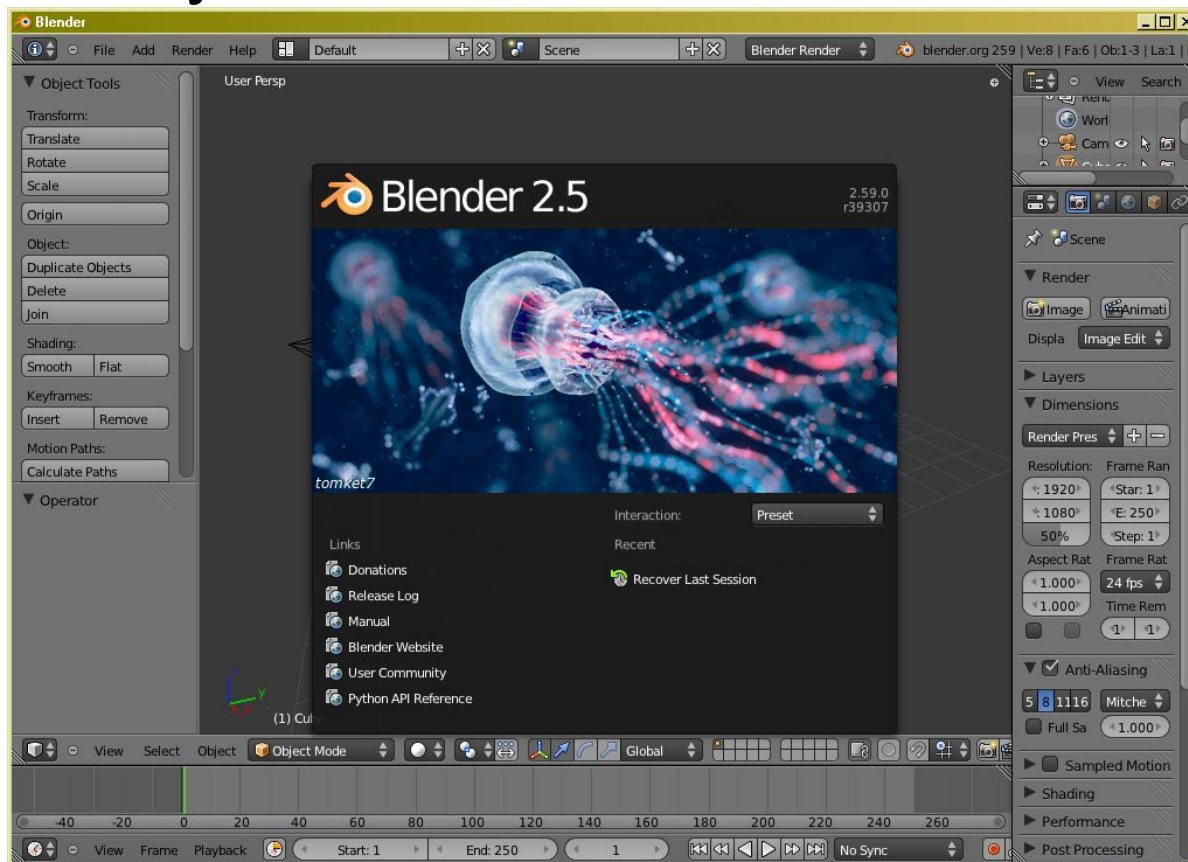 Blender
File Add Render Help Default Scene Blender Render blender.org 259 | Ve:8 | Fa:6 | Ob:1-3 | La:1 |
Object Tools
Transform:
Translate
Rotate
Scale
Origin
Object:
Duplicate Objects
Delete
Join
Shading:
Smooth Flat
Keyframes:
Insert Remove
Motion Paths:
Calculate Paths
Operator
User Persp
Blender 2.5
2.59.0
r39307
tomket7
Interaction: Preset
Links
Donations
Release Log
Manual
Blender Website
User Community
Python API Reference
Recent
Recover Last Session
(1) Cu
View Search
Worl
Cam
Scene
Render
Image Animati
Displa Image Edit
Layers
Dimensions
Render Pres
Resolution: Frame Ran
: 1920 Star: 1
: 1080 E: 250
50% Step: 1
Aspect Rat Frame Rat
1.000 24 fps
1.000 Time Rem
1 1
Anti-Aliasing
5 8 11 16 Mitche
Full Sa 1.000
Sampled Motion
Shading
Performance
Post Processing
View Select Object Object Mode Global
-40 -20 0 20 40 60 80 100 120 140 160 180 200 220 240 260
View Frame Playback Start: 1 End: 250 1 No Sync